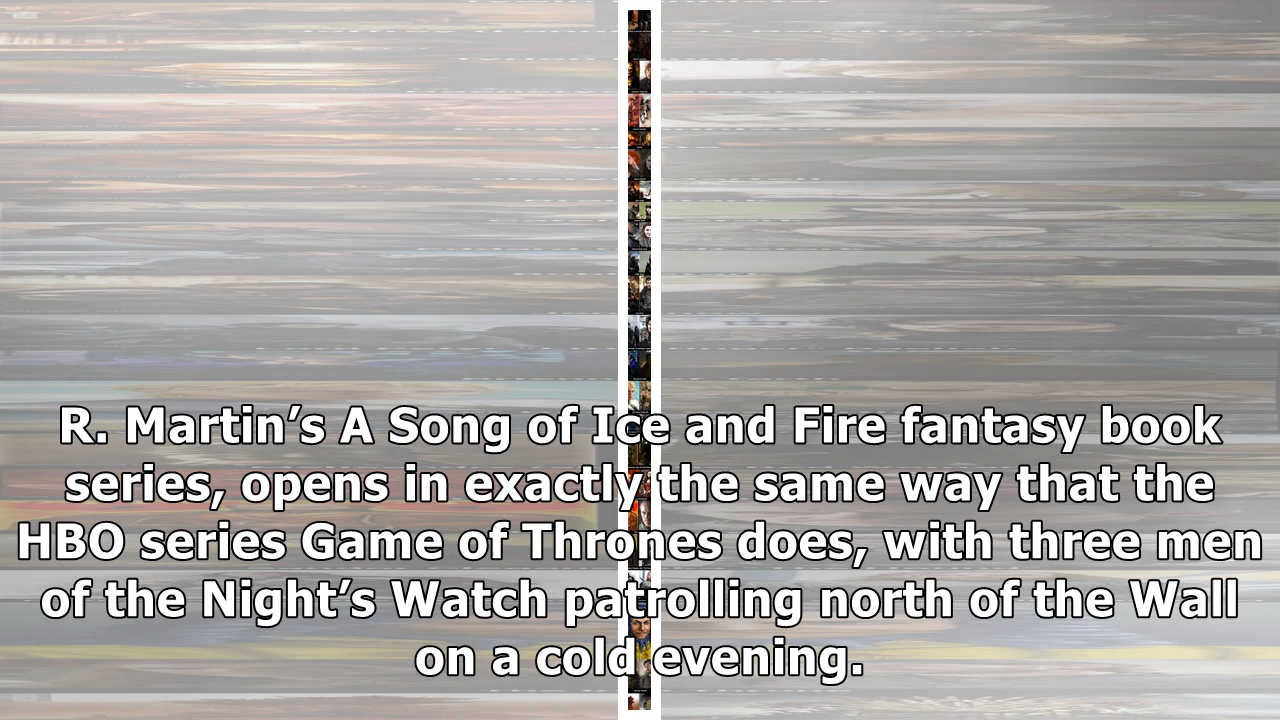 R. Martin’s A Song of Ice and Fire fantasy book
series, opens in exactly the same way that the
HBO series Game of Thrones does, with three men
of the Night’s Watch patrolling north of the Wall
on a cold evening.